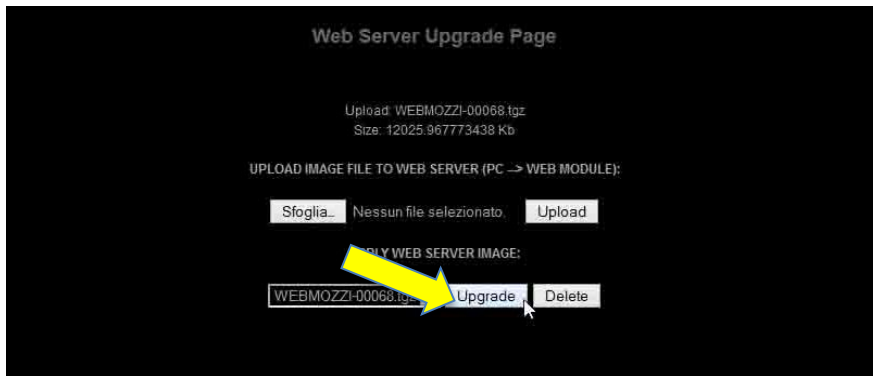 Web Server Upgrade Page
Upload: WEBMOZZI-00068.tgz
Size: 12025.967773438 Kb
UPLOAD IMAGE FILE TO WEB SERVER (PC --> WEB MODULE):
Sfoglia_ Nessun file selezionato. Upload
WEB SERVER IMAGE:
WEBMOZZI-00068.tgz Upgrade Delete